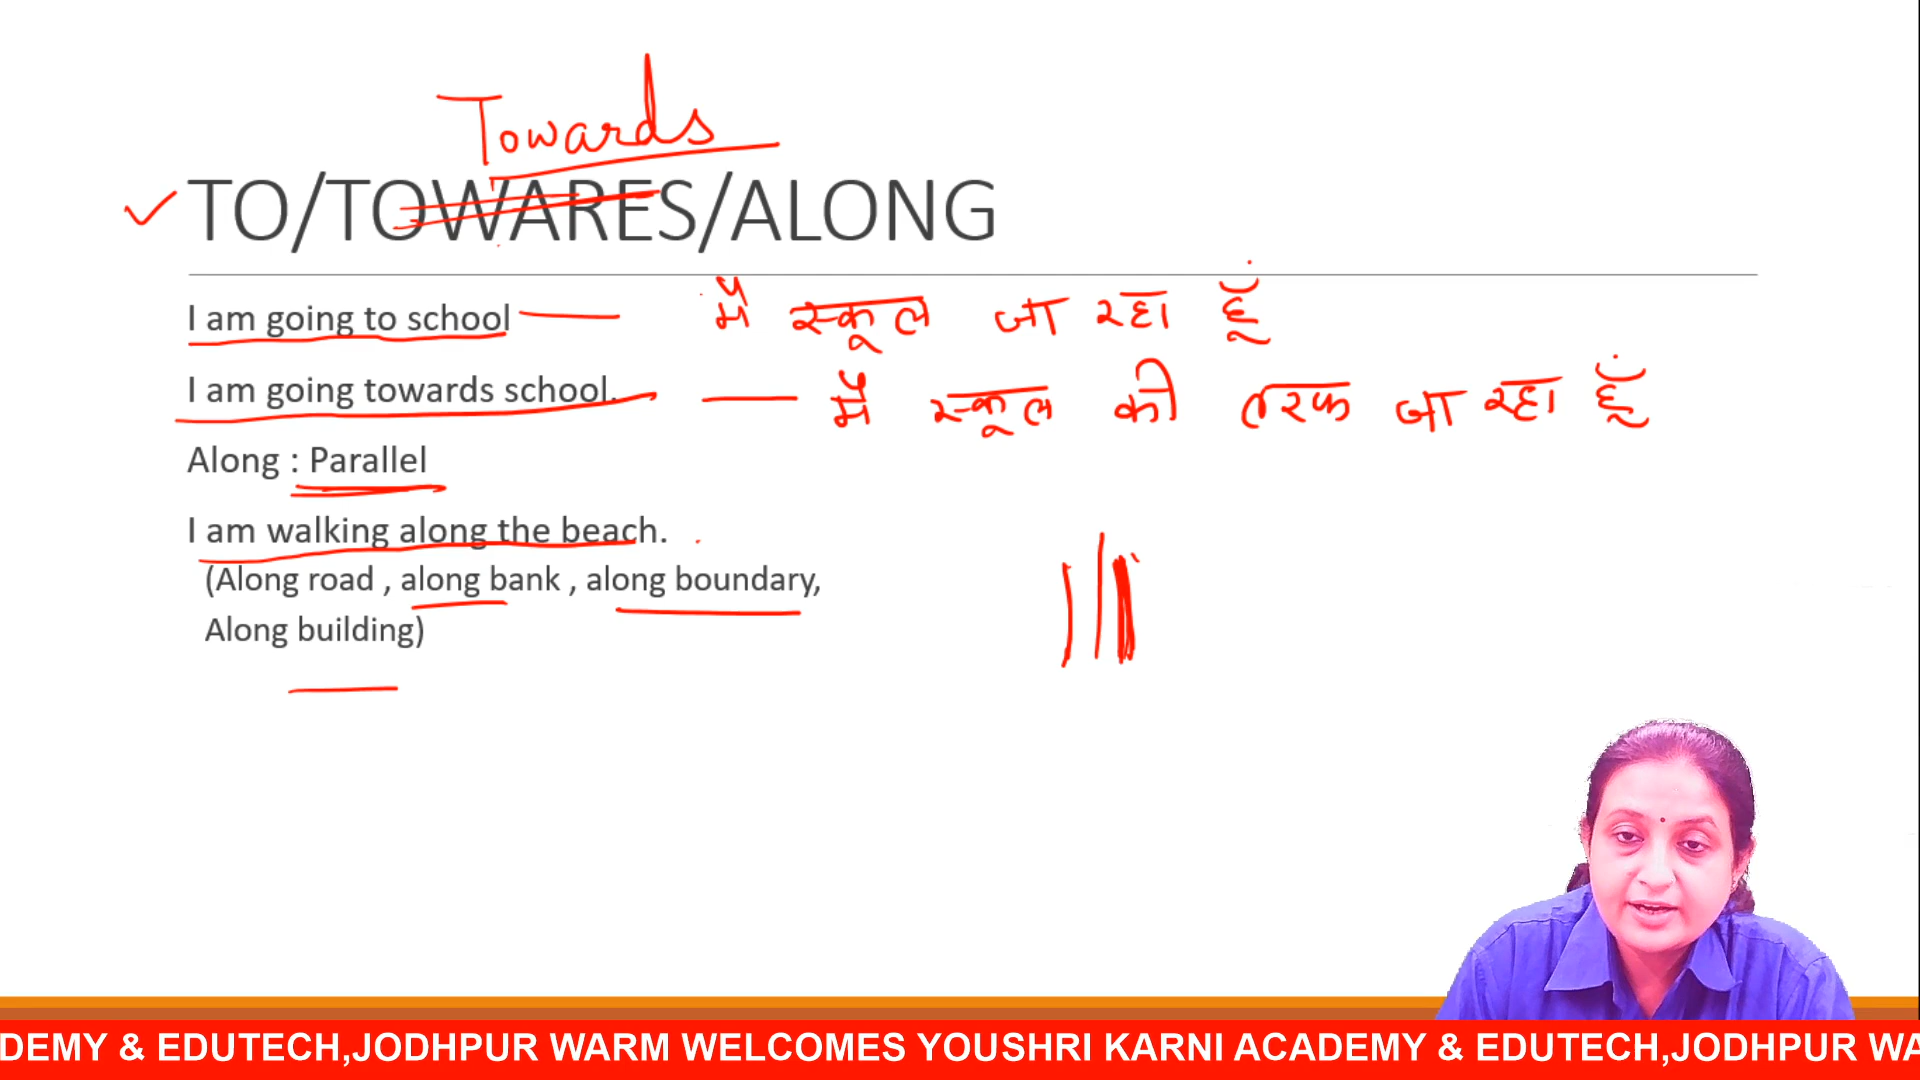 Towards
TO/TOWARES/ALONG
I am going to school मैं स्कूल जा रहा हूँ
I am going towards school. मैं स्कूल की तरफ जा रहा हूँ
Along : Parallel
I am walking along the beach.
(Along road , along bank , along boundary,
Along building)
DEMY & EDUTECH,JODHPUR WARM WELCOMES YOUSHRI KARNI ACADEMY & EDUTECH,JODHPUR WA